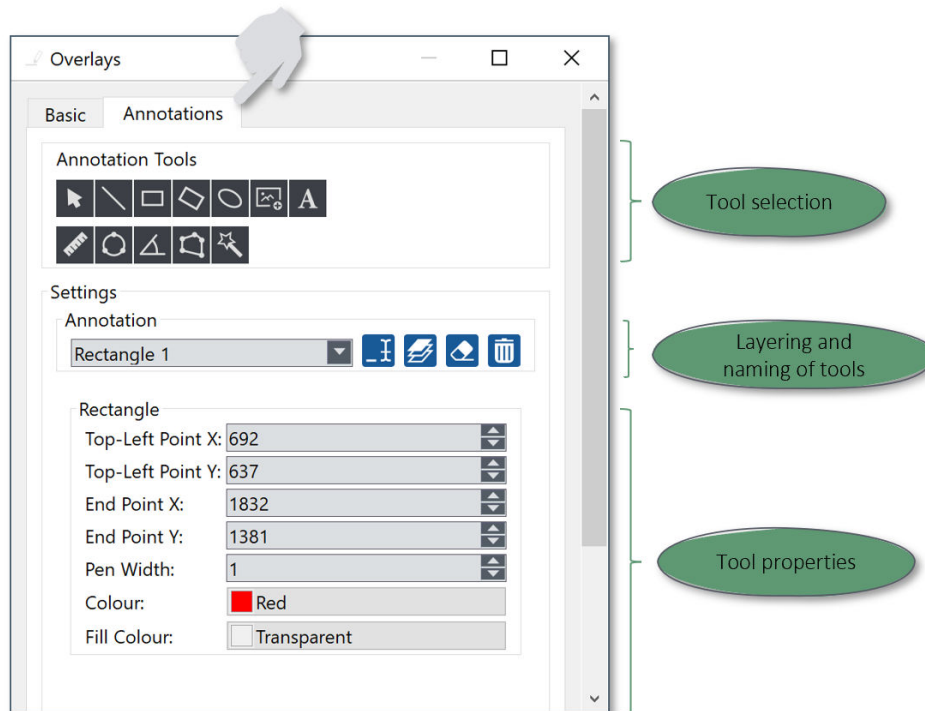 Overlays
Basic
Annotations
Annotation Tools
A
Tool selection
Settings
Annotation
Rectangle 1
Layering and
naming of tools
Rectangle
Top-Left Point X: 692
Top-Left Point Y: 637
End Point X: 1832
End Point Y: 1381
Pen Width: 1
Colour: Red
Fill Colour: Transparent
Tool properties